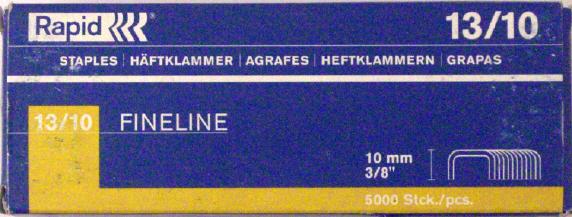 Rapid ® 13/10
STAPLES | HÄFTKLAMMER | AGRAFES | HEFTKLAMMERN | GRAPAS
13/10 FINELINE
10 mm
3/8"
5000 Stck./pcs.